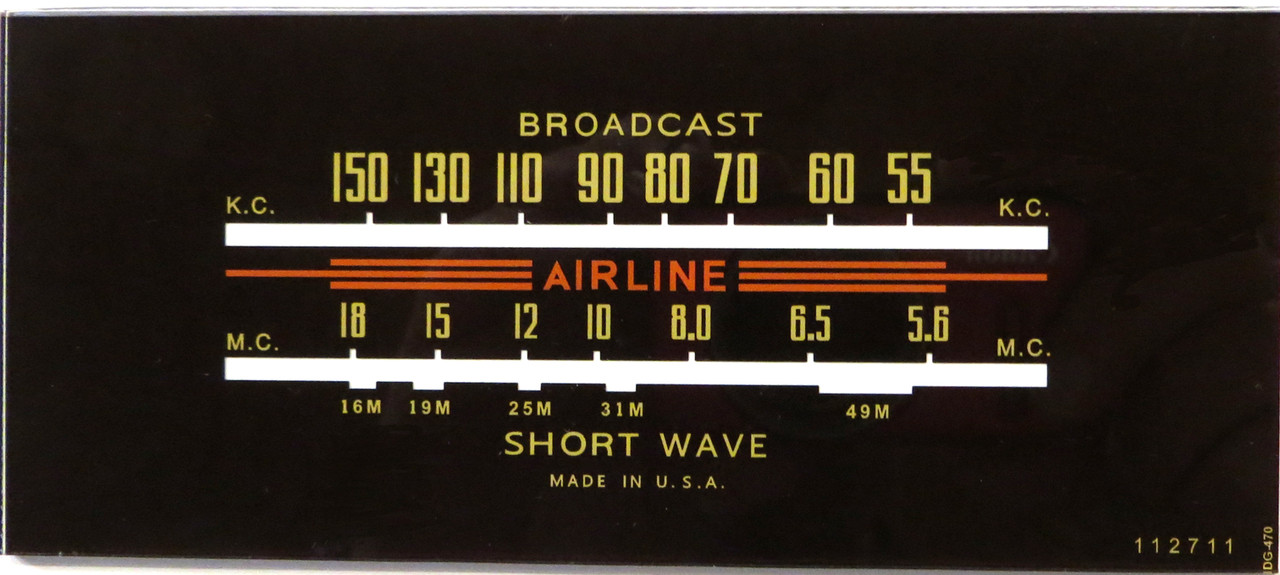 BROADCAST
150 130 110 90 80 70 60 55
K.C. K.C.
AIRLINE
18 15 12 10 8.0 6.5 5.6
M.C. M.C.
16M 19M 25M 31M 49M
SHORT WAVE
MADE IN U.S.A.
112711
DG-470